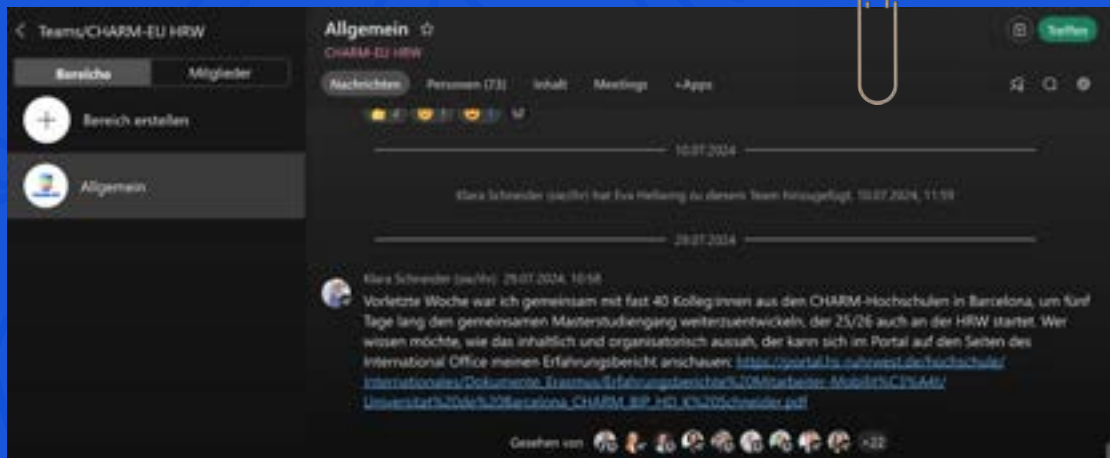 Teams/CHARM-EU HRW
Bereiche
Mitglieder
Bereich erstellen
Allgemein
Allgemein
CHARM-EU HRW
Treffen
Nachrichten
Personen (73)
Inhalt
Meetings
+Apps
10.07.2024
Klara Schneider (sie/ihr) hat Eva Hellwing zu diesem Team hinzugefügt. 10.07.2024, 11:59
29.07.2024
Klara Schneider (sie/ihr) 29.07.2024, 10:58
Vorletzte Woche war ich gemeinsam mit fast 40 Kolleg:innen aus den CHARM-Hochschulen in Barcelona, um fünf
Tage lang den gemeinsamen Masterstudiengang weiterzuentwickeln, der 25/26 auch an der HRW startet. Wer
wissen möchte, wie das inhaltlich und organisatorisch aussah, der kann sich im Portal auf den Seiten des
International Office meinen Erfahrungsbericht anschauen: https://portal.hs-ruhrwest.de/hochschule/
Internationales/Dokumente_Erasmus/Erfahrungsberichte%20Mitarbeiter-Mobilit%C3%A4t/
Universitat%20de%20Barcelona_CHARM_BIP_HD_K%20Schneider.pdf
Gesehen von
+22